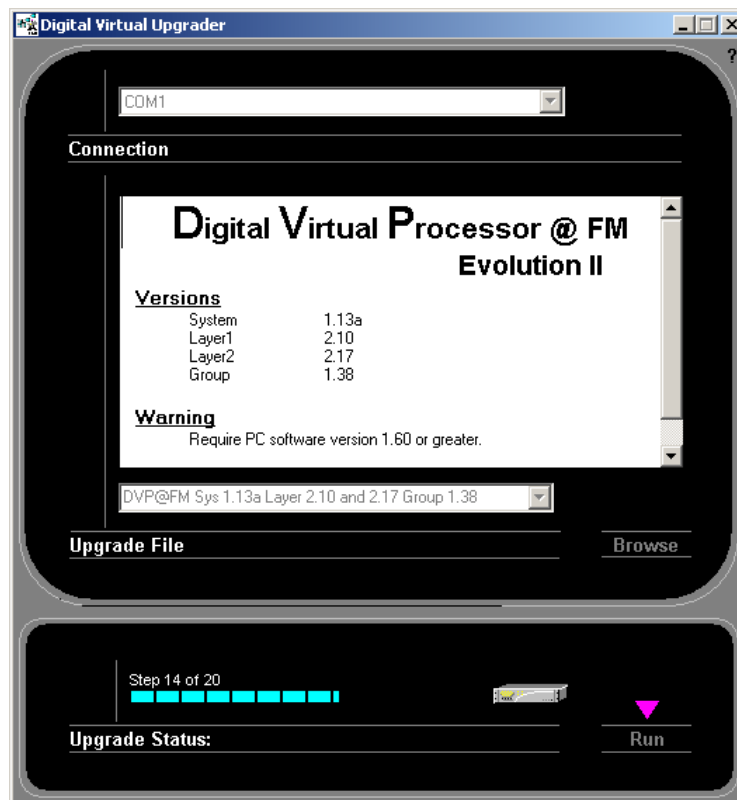 Digital Virtual Upgrader
?
COM1
Connection
Digital Virtual Processor @ FM
Evolution II
Versions
System 1.13a
Layer1 2.10
Layer2 2.17
Group 1.38
Warning
Require PC software version 1.60 or greater.
DVP@FM Sys 1.13a Layer 2.10 and 2.17 Group 1.38
Upgrade File
Browse
Step 14 of 20
Upgrade Status:
Run